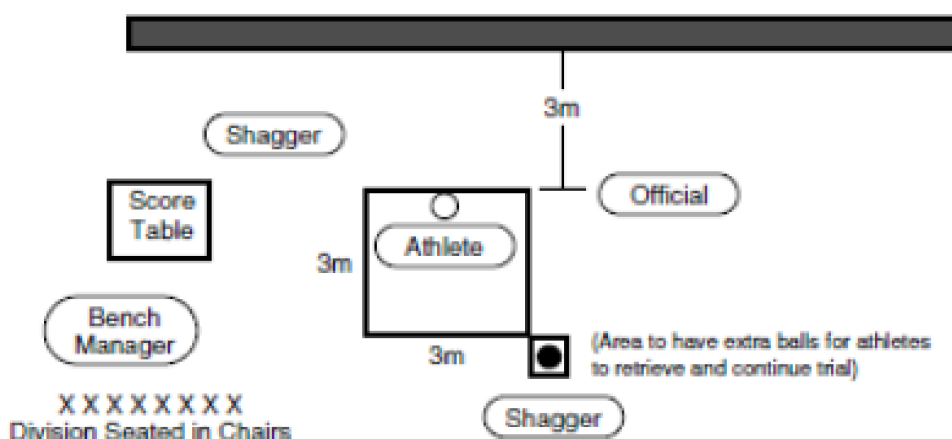 3m
Shagger
Score
Table
Official
Athlete
3m
Bench
Manager
3m
(Area to have extra balls for athletes
to retrieve and continue trial)
X X X X X X X X
Division Seated in Chairs
Shagger